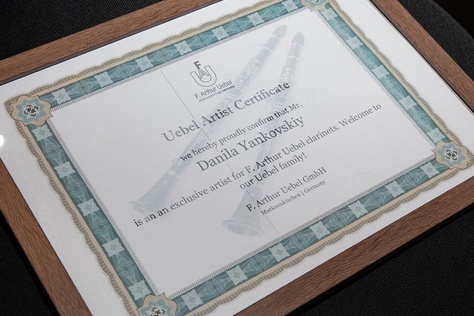 F. Arthur Uebel
Uebel Artist Certificate
we hereby proudly confirm that Mr.
Danila Yankovskiy
is an an exclusive artist for F. Arthur Uebel clarinets. Welcome to
our Uebel family!
F. Arthur Uebel GmbH
Markneukirchen | Germany